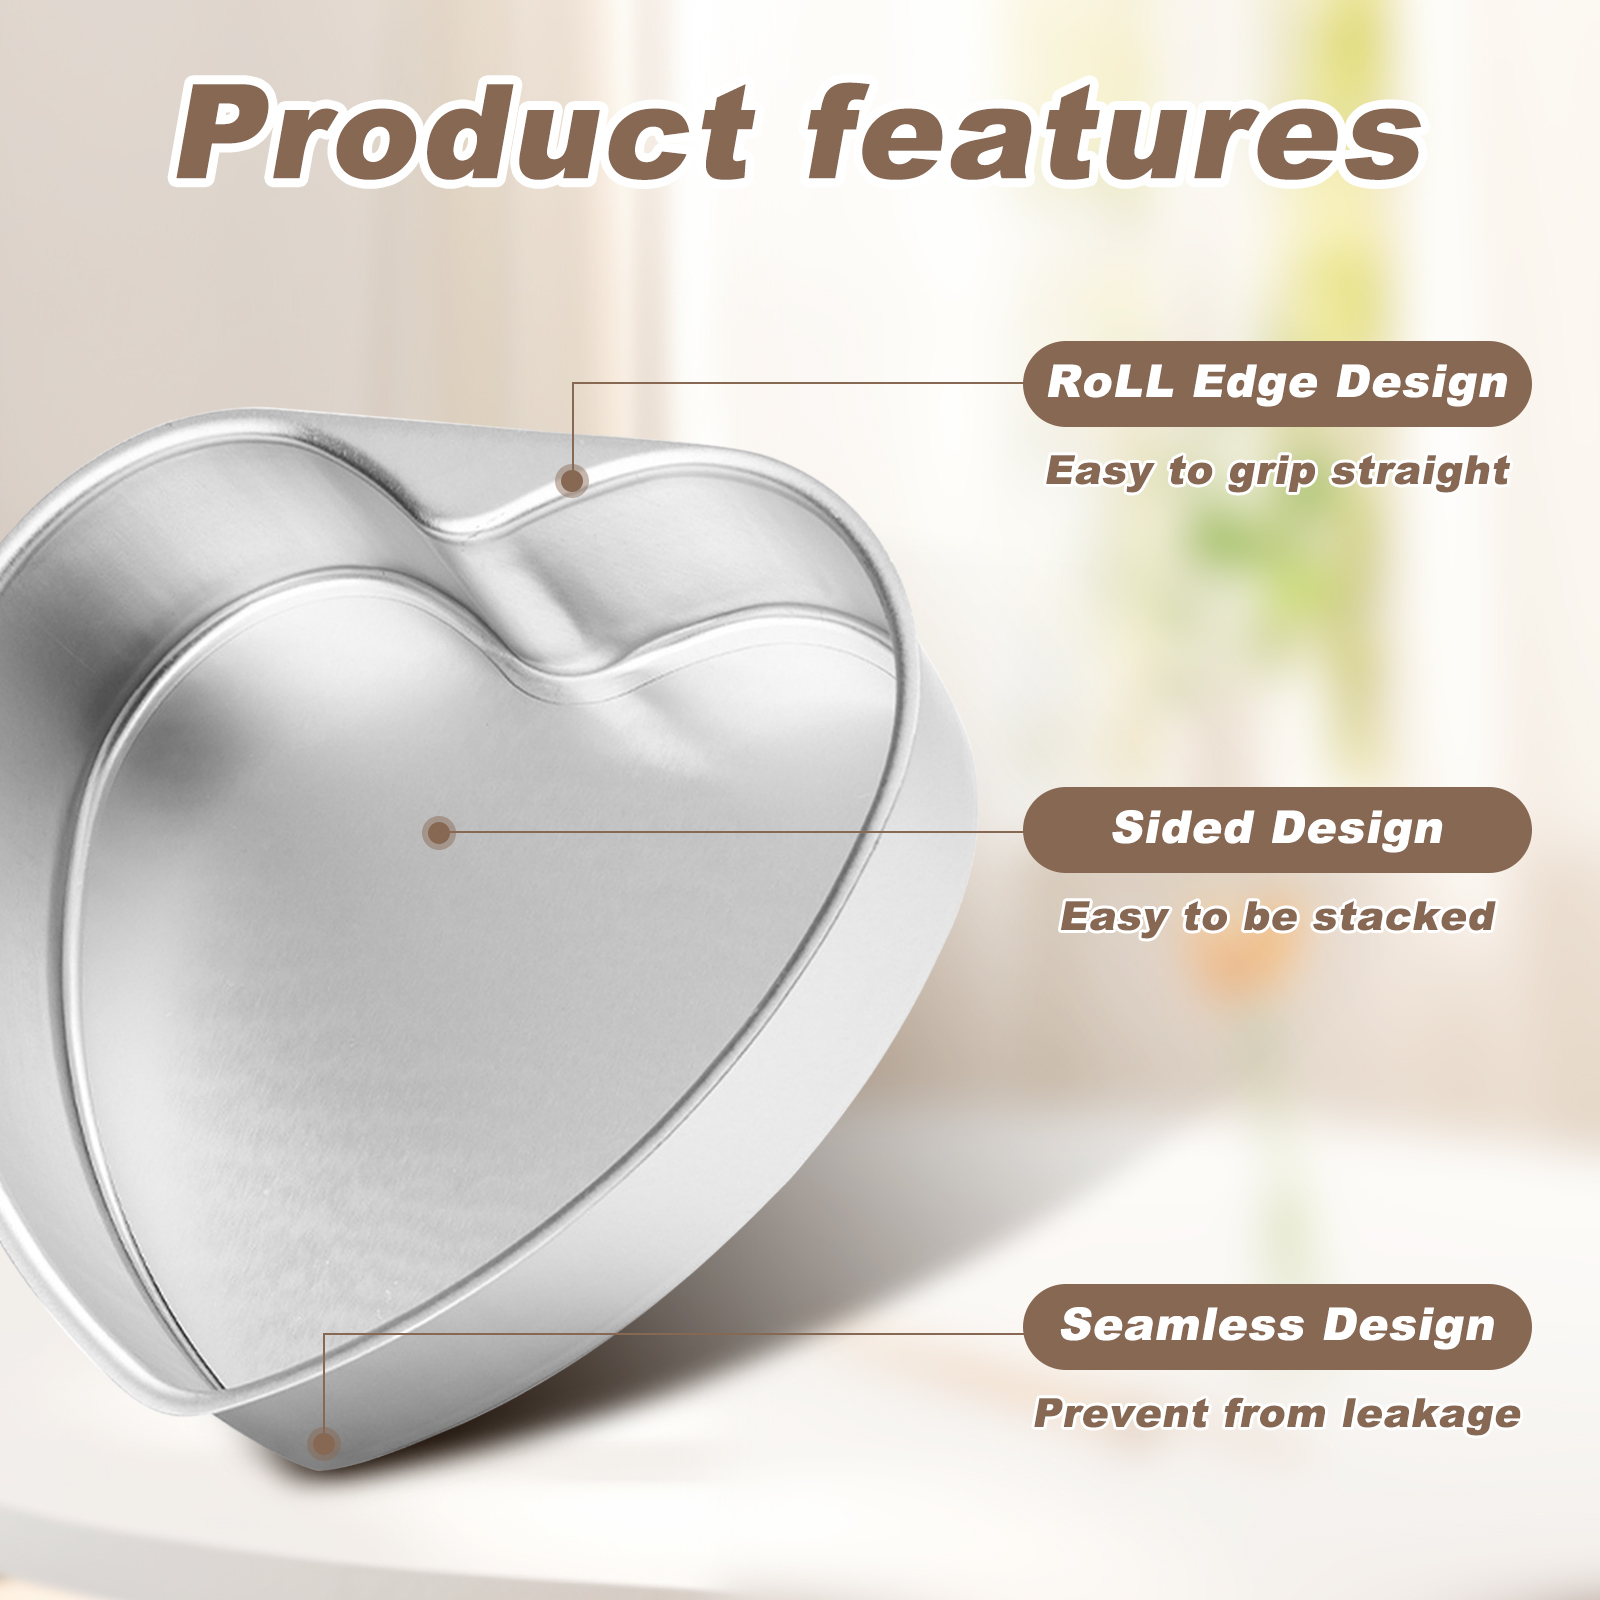 Product features
RoLL Edge Design
Easy to grip straight
Sided Design
Easy to be stacked
Seamless Design
Prevent from leakage